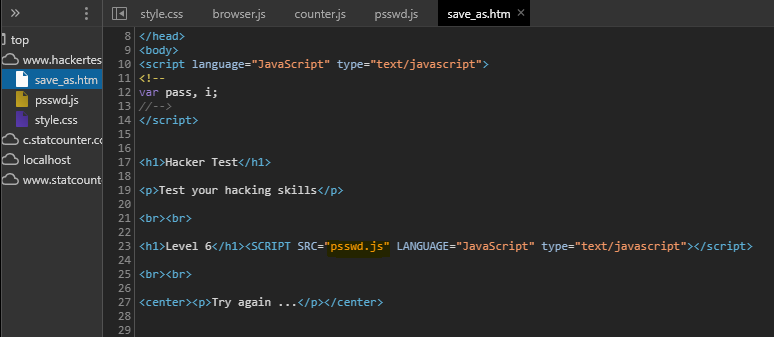 » style.css browser.js counter.js psswd.js save_as.htm ×
top
www.hackertes
save_as.htm
psswd.js
style.css
c.statcounter.co
localhost
www.statcount
8 </head>
9 <body>
10 <script language="JavaScript" type="text/javascript">
11 <!--
12 var pass, i;
13 //-->
14 </script>
15
16
17 <h1>Hacker Test</h1>
18
19 <p>Test your hacking skills</p>
20
21 <br><br>
22
23 <h1>Level 6</h1><SCRIPT SRC="psswd.js" LANGUAGE="JavaScript" type="text/javascript"></script>
24
25 <br><br>
26
27 <center><p>Try again ...</p></center>
28
29